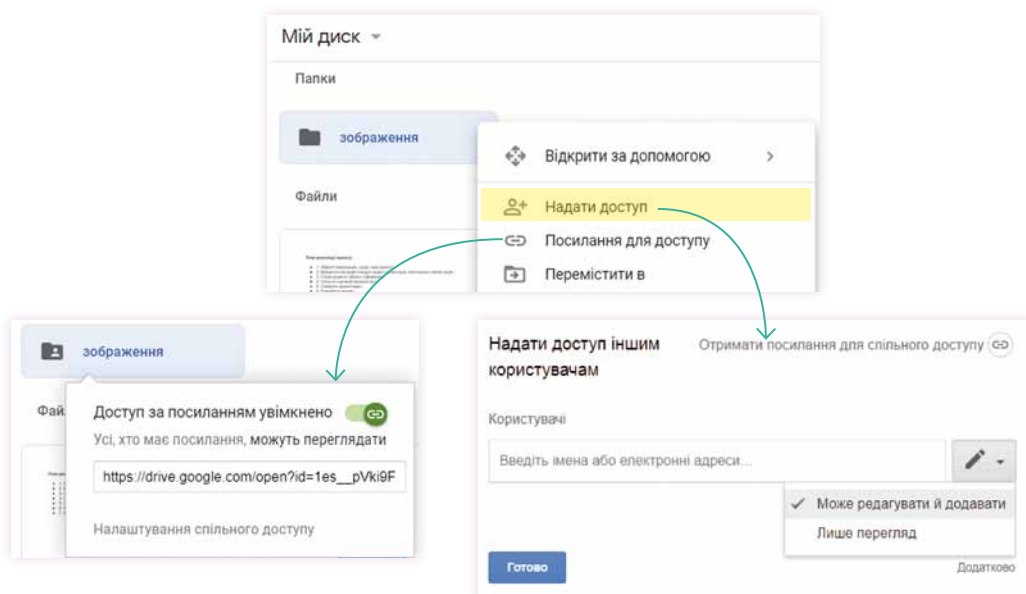 Мій диск
Папки
зображення
Відкрити за допомогою
Файли
Надати доступ
Посилання для доступу
Перемістити в
зображення
Фай
Доступ за посиланням увімкнено
Усі, хто має посилання, можуть переглядати
https://drive.google.com/open?id=1es__pVki9F
Налаштування спільного доступу
Надати доступ іншим
користувачам
Отримати посилання для спільного доступу
Користувачі
Введіть імена або електронні адреси...
Може редагувати й додавати
Лише перегляд
Готово
Додатково